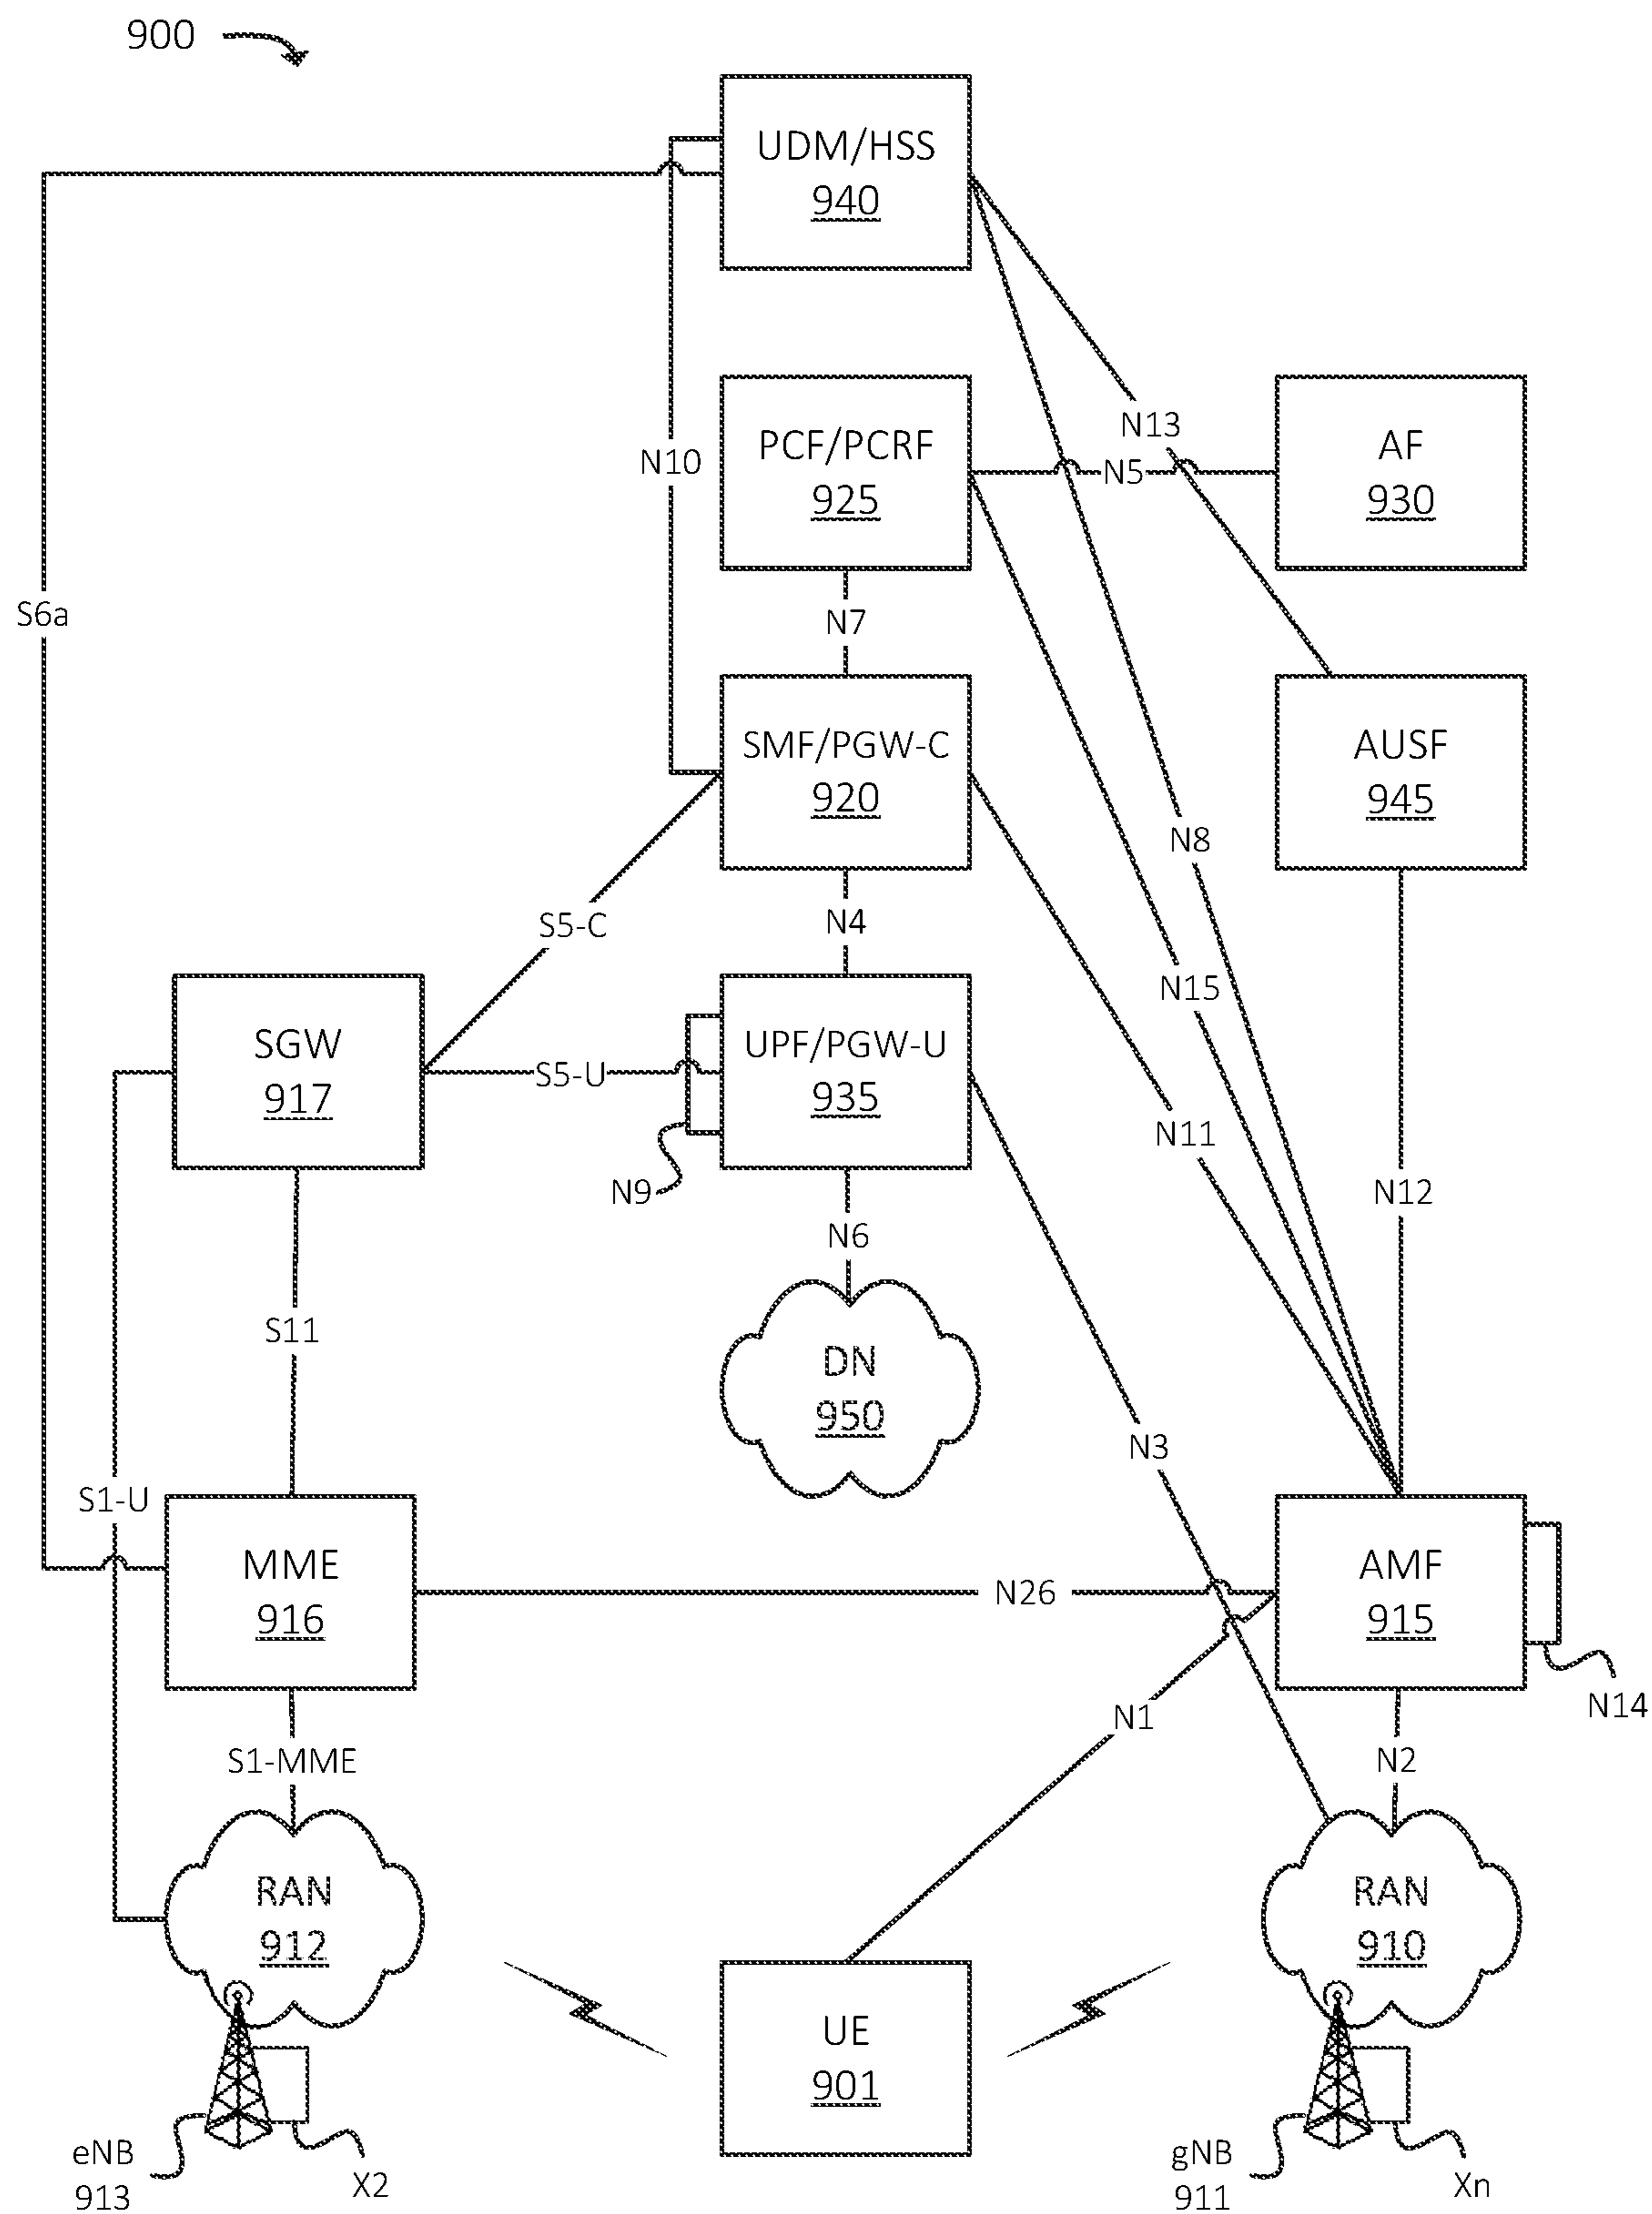 900
UDM/HSS
940
N13
PCF/PCRF
925
N5
AF
930
N10
S6a
N7
SMF/PGW-C
920
AUSF
945
N8
S5-C
N4
N15
SGW
917
S5-U
UPF/PGW-U
935
N11
N9
N12
N6
S11
DN
950
N3
S1-U
MME
916
N26
AMF
915
N14
N1
S1-MME
N2
RAN
912
RAN
910
UE
901
eNB
913
X2
gNB
911
Xn